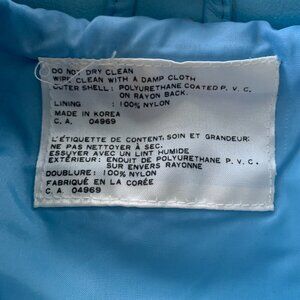 DO NOT DRY CLEAN
WIPE CLEAN WITH A DAMP CLOTH
OUTER SHELL: POLYURETHANE COATED P. V. C.
ON RAYON BACK.
LINING : 100% NYLON
MADE IN KOREA
C. A. 04969
L'ÉTIQUETTE DE CONTENT. SOIN ET GRANDEUR:
NE PAS NETTOYER À SEC.
ESSUYER AVEC UN LINT HUMIDE
EXTÉRIEUR: ENDUIT DE POLYURETHANE P. V. C.
SUR ENVERS RAYONNE
DOUBLURE: 100% NYLON
FABRIQUÉ EN LA CORÉE
C. A. 04969